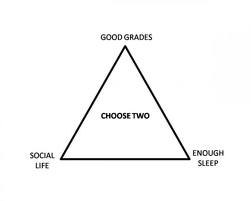 GOOD GRADES
CHOOSE TWO
SOCIAL
LIFE
ENOUGH
SLEEP